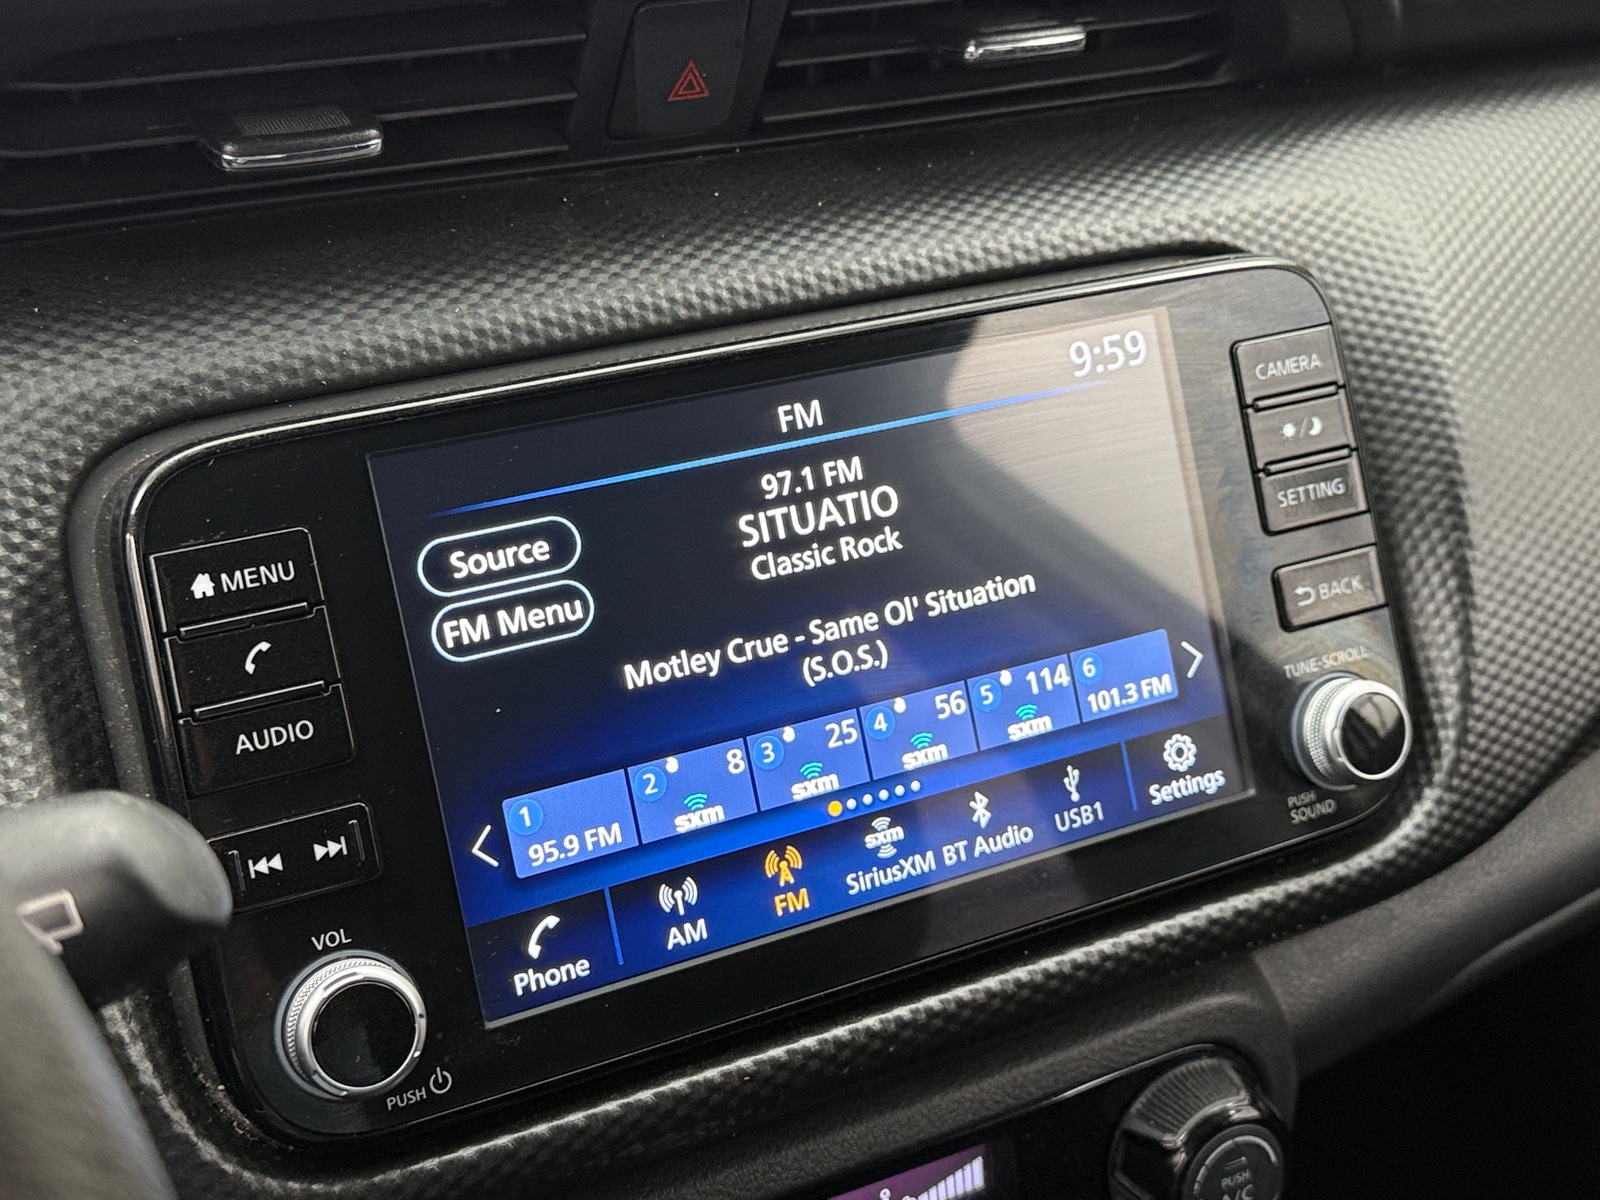 9:59
FM
97.1 FM
SITUATIO
Classic Rock
Source
FM Menu
Motley Crue - Same Ol' Situation
(S.O.S.)
1
95.9 FM
2
8
sxm
3
25
sxm
4
56
sxm
5
114
sxm
6
101.3 FM
Phone
AM
FM
sxm
SiriusXM
BT Audio
USB1
Settings
MENU
AUDIO
VOL
PUSH
CAMERA
SETTING
BACK
TUNE-SCROLL
PUSH
SOUND
PUSH
A/C